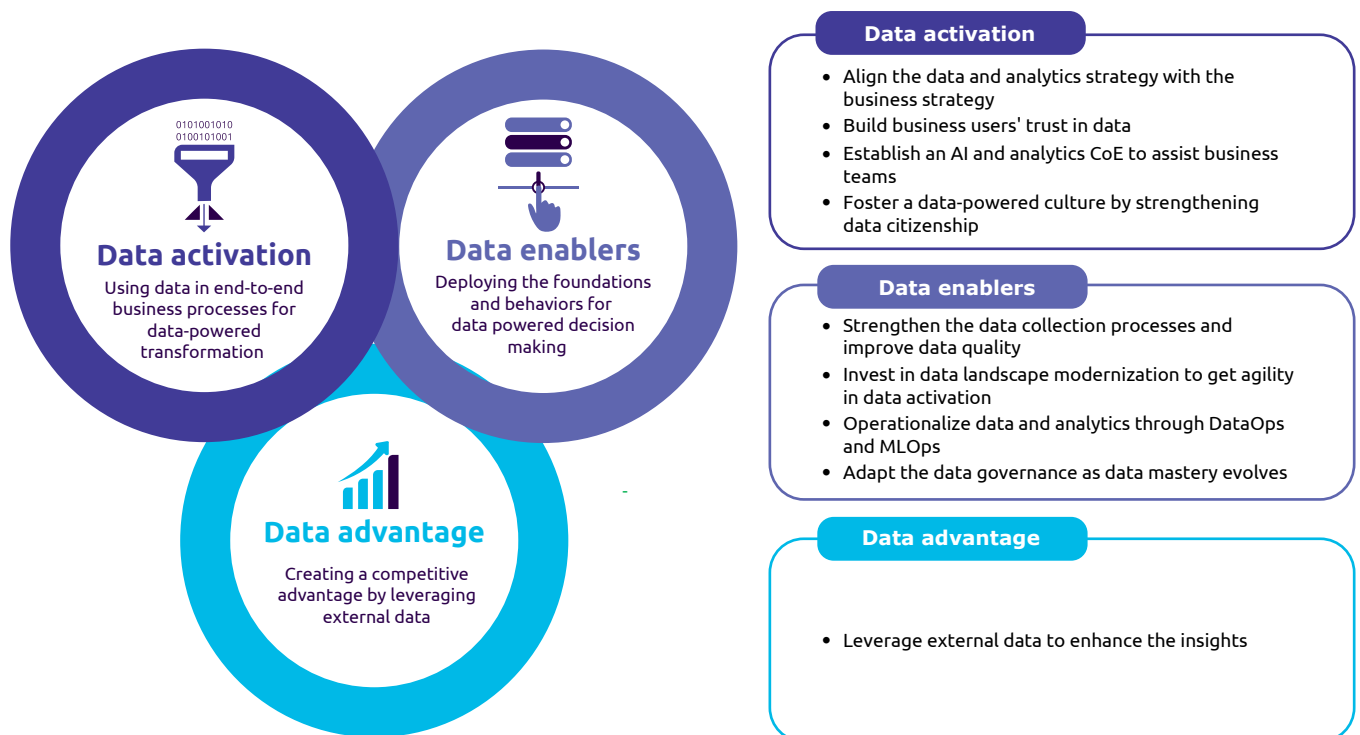 0101001010
0100101001
Data activation
Using data in end-to-end
business processes for
data-powered
transformation
Data enablers
Deploying the foundations
and behaviors for
data powered decision
making
Data advantage
Creating a competitive
advantage by leveraging
external data
-
Data activation
• Align the data and analytics strategy with the
business strategy
• Build business users' trust in data
• Establish an AI and analytics CoE to assist business
teams
• Foster a data-powered culture by strengthening
data citizenship
Data enablers
• Strengthen the data collection processes and
improve data quality
• Invest in data landscape modernization to get agility
in data activation
• Operationalize data and analytics through DataOps
and MLOps
• Adapt the data governance as data mastery evolves
Data advantage
• Leverage external data to enhance the insights